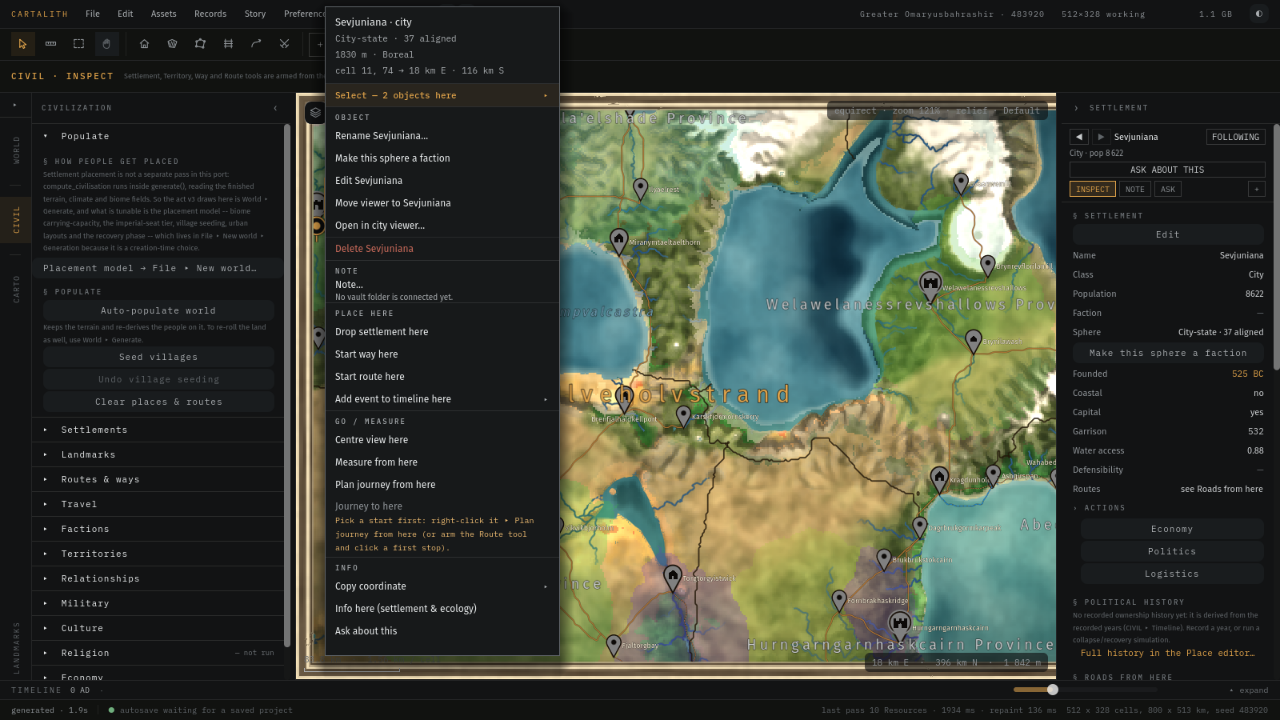 CARTALITH File Edit Assets Records Story
Greater Omaryusbahrashir · 483920 512×328 working 1.1 GB
CIVIL · INSPECT
CIVILIZATION
WORLD
CIVIL
CARTO
LANDMARKS
Populate
§ HOW PEOPLE GET PLACED
Settlement placement is not a separate pass in this port:
compute_civilisation runs inside generate(), reading the finished
terrain, climate and biome fields. So the act v3 draws here is World •
Generate, and what is tunable is the placement model — biome
carrying-capacity, the imperial-seat tier, village seeding, urban
layouts and the recovery phase — which lives in File • New world •
Generation because it is a creation-time choice.
Placement model → File • New world…
§ POPULATE
Auto-populate world
Keeps the terrain and re-derives the people on it. To re-roll the land
as well, use World • Generate.
Seed villages
Undo village seeding
Clear places & routes
Settlements
Landmarks
Routes & ways
Travel
Factions
Territories
Relationships
Military
Culture
Religion — not run
Economy
Sevjuniana · city
City-state · 37 aligned
1830 m · Boreal
cell 11, 74 → 18 km E · 116 km S
Select — 2 objects here
OBJECT
Rename Sevjuniana...
Make this sphere a faction
Edit Sevjuniana
Move viewer to Sevjuniana
Open in city viewer...
Delete Sevjuniana
NOTE
Note...
No vault folder is connected yet.
PLACE HERE
Drop settlement here
Start way here
Start route here
Add event to timeline here
GO / MEASURE
Centre view here
Measure from here
Plan journey from here
Journey to here
Pick a start first: right-click it • Plan
journey from here (or arm the Route tool
and click a first stop).
INFO
Copy coordinate
Info here (settlement & ecology)
Ask about this
equirect · zoom 121% · relief · Default
Welawelanessrevshallows Prov
Hurngarngarnhaskcairn Province
Hurngarngarnhaskcairn
Fjalltorgbay
18 km E · 396 km N · 1 842 m
SETTLEMENT
Sevjuniana FOLLOWING
City · pop 8622
ASK ABOUT THIS
INSPECT NOTE ASK +
§ SETTLEMENT
Edit
Name Sevjuniana
Class City
Population 8622
Faction —
Sphere City-state · 37 aligned
Make this sphere a faction
Founded 525 BC
Coastal no
Capital yes
Garrison 532
Water access 0.88
Defensibility —
Routes see Roads from here
ACTIONS
Economy
Politics
Logistics
§ POLITICAL HISTORY
No recorded ownership history yet: it is derived from the
recorded years (CIVIL • Timeline). Record a year, or run a
collapse/recovery simulation.
Full history in the Place editor…
§ ROADS FROM HERE
TIMELINE 0 AD ·
• expand
generated · 1.9s autosave waiting for a saved project
last pass 10 Resources · 1934 ms · repaint 136 ms 512 x 328 cells, 800 x 513 km, seed 483920